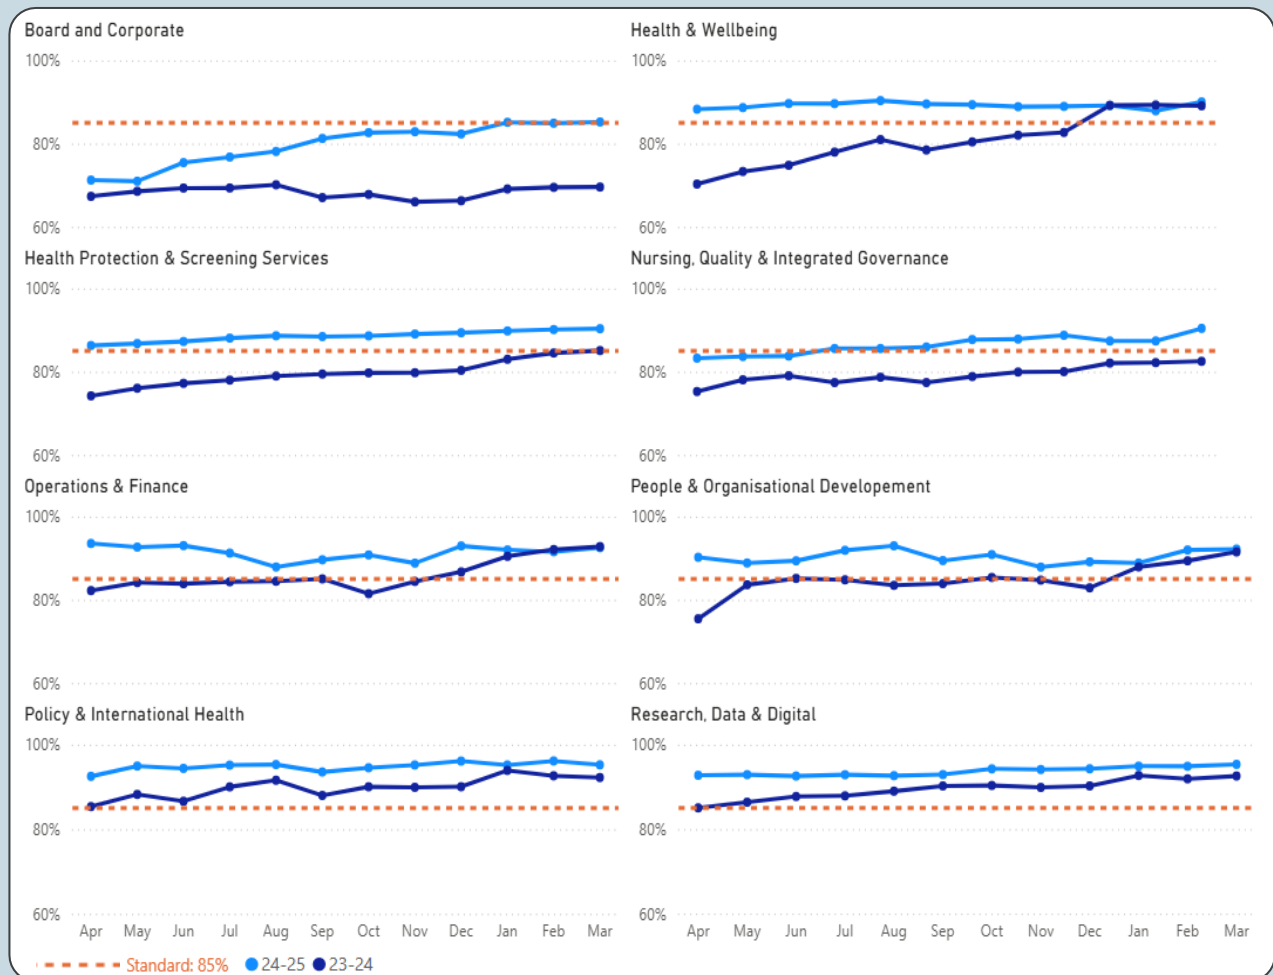 Board and Corporate
100%
80%
60%
Health & Wellbeing
100%
80%
60%
Health Protection & Screening Services
100%
80%
60%
Nursing, Quality & Integrated Governance
100%
80%
60%
Operations & Finance
100%
80%
60%
People & Organisational Developement
100%
80%
60%
Policy & International Health
100%
80%
60%
Apr May Jun Jul Aug Sep Oct Nov Dec Jan Feb Mar
Research, Data & Digital
100%
80%
60%
Apr May Jun Jul Aug Sep Oct Nov Dec Jan Feb Mar
Standard: 85% 24-25 23-24